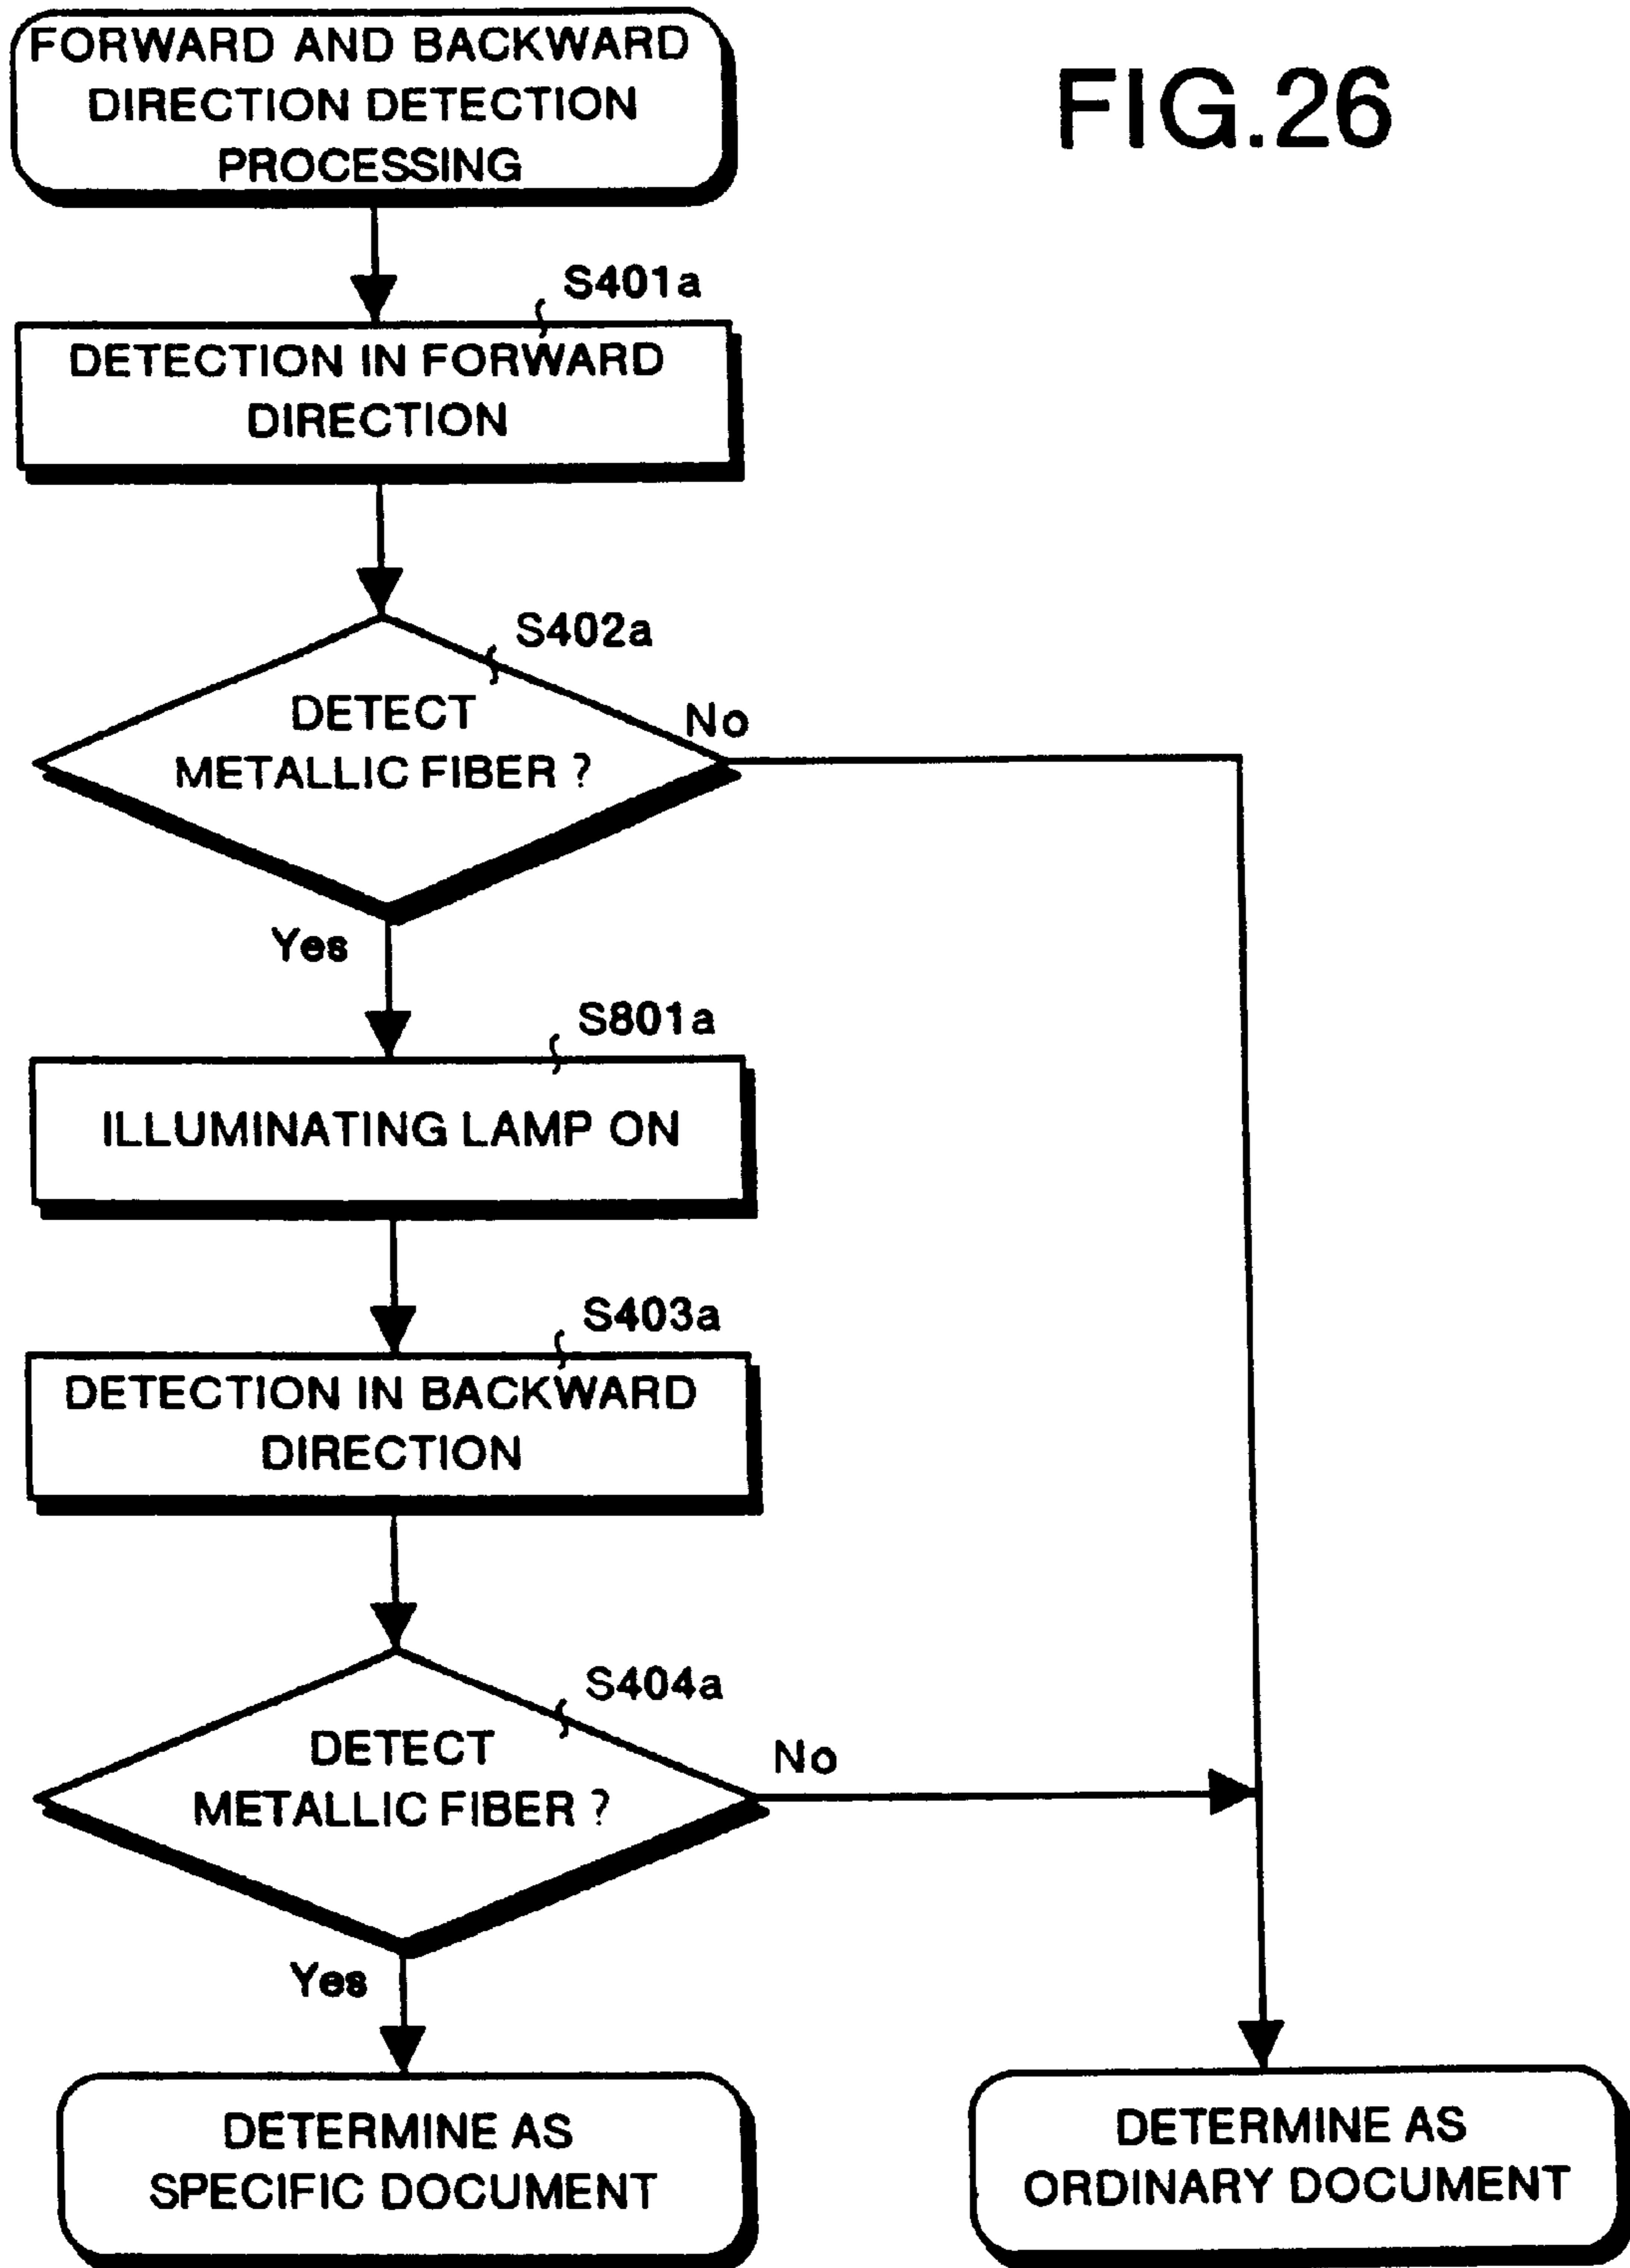 FORWARD AND BACKWARD
DIRECTION DETECTION
PROCESSING
FIG.26
S401a
DETECTION IN FORWARD
DIRECTION
S402a
DETECT
METALLIC FIBER ?
No
Yes
S801a
ILLUMINATING LAMP ON
S403a
DETECTION IN BACKWARD
DIRECTION
S404a
DETECT
METALLIC FIBER ?
No
Yes
DETERMINE AS
SPECIFIC DOCUMENT
DETERMINE AS
ORDINARY DOCUMENT